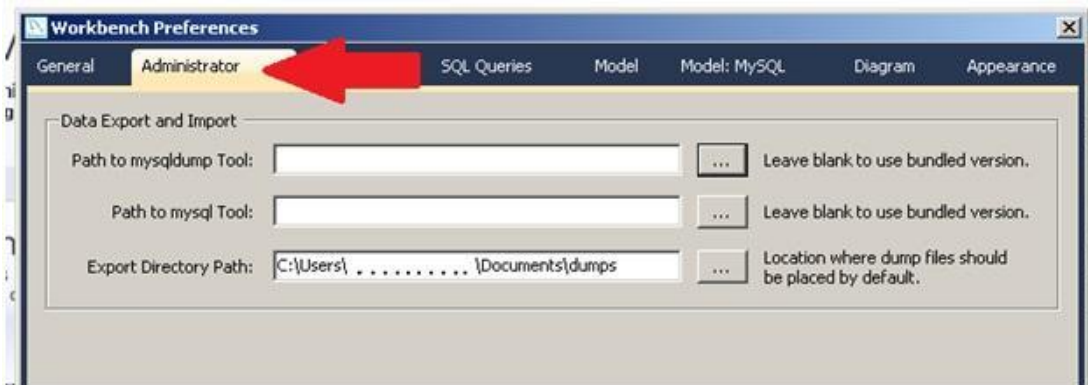 Workbench Preferences
General Administrator SQL Queries Model Model: MySQL Diagram Appearance
Data Export and Import
Path to mysqldump Tool: ... Leave blank to use bundled version.
Path to mysql Tool: ... Leave blank to use bundled version.
Export Directory Path: C:\Users\ . . . . . . . . . . \Documents\dumps ... Location where dump files should
be placed by default.